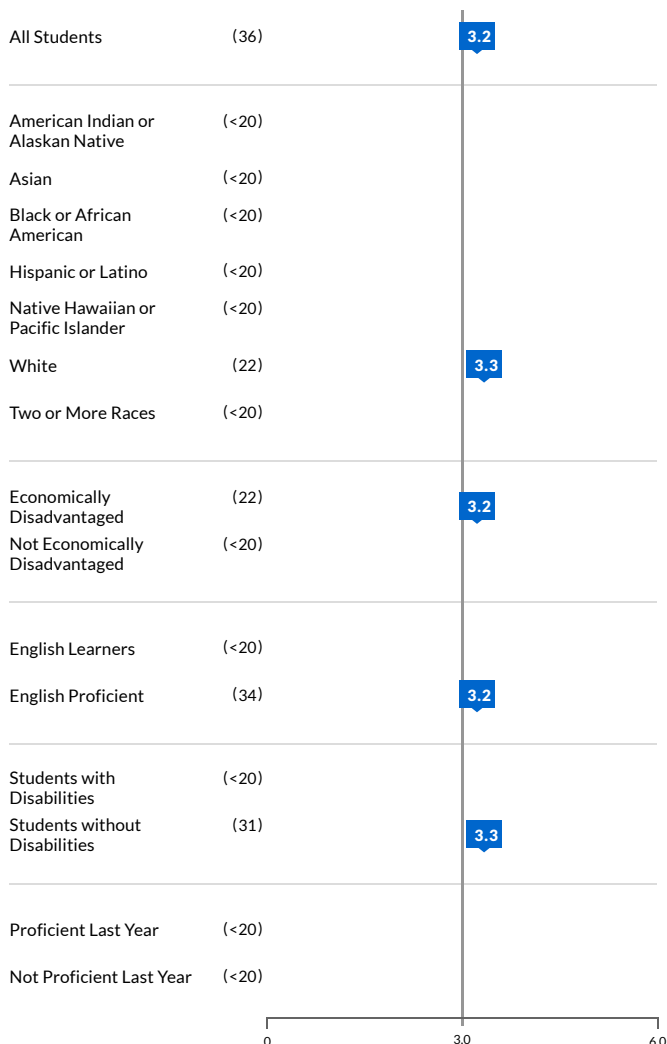 All Students (36) 3.2
American Indian or (<20)
Alaskan Native
Asian (<20)
Black or African (<20)
American
Hispanic or Latino (<20)
Native Hawaiian or (<20)
Pacific Islander
White (22) 3.3
Two or More Races (<20)
Economically (22) 3.2
Disadvantaged
Not Economically (<20)
Disadvantaged
English Learners (<20)
English Proficient (34) 3.2
Students with (<20)
Disabilities
Students without (31) 3.3
Disabilities
Proficient Last Year (<20)
Not Proficient Last Year (<20)
0 3.0 6.0